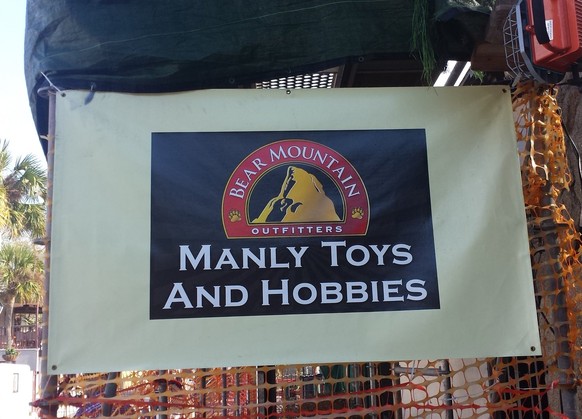 BEAR MOUNTAIN
OUTFITTERS
MANLY TOYS
AND HOBBIES